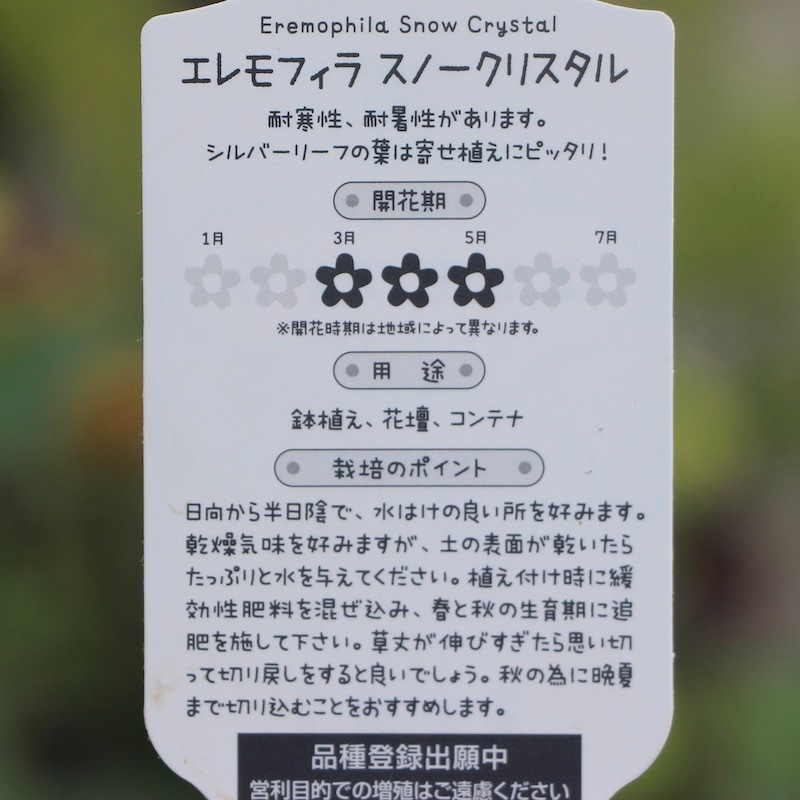 Eremophila Snow Crystal
エレモフィラ スノークリスタル
耐寒性、耐暑性があります。
シルバーリーフの葉は寄せ植えにピッタリ!
開花期
1月 3月 5月 7月
※開花時期は地域によって異なります。
用 途
鉢植え、花壇、コンテナ
栽培のポイント
日向から半日陰で、水はけの良い所を好みます。
乾燥気味を好みますが、土の表面が乾いたら
たっぷりと水を与えてください。植え付け時に緩
効性肥料を混ぜ込み、春と秋の生育期に追
肥を施して下さい。草丈が伸びすぎたら思い切
って切り戻しをすると良いでしょう。秋の為に晩夏
まで切り込むことをおすすめします。
品種登録出願中
営利目的での増殖はご遠慮ください